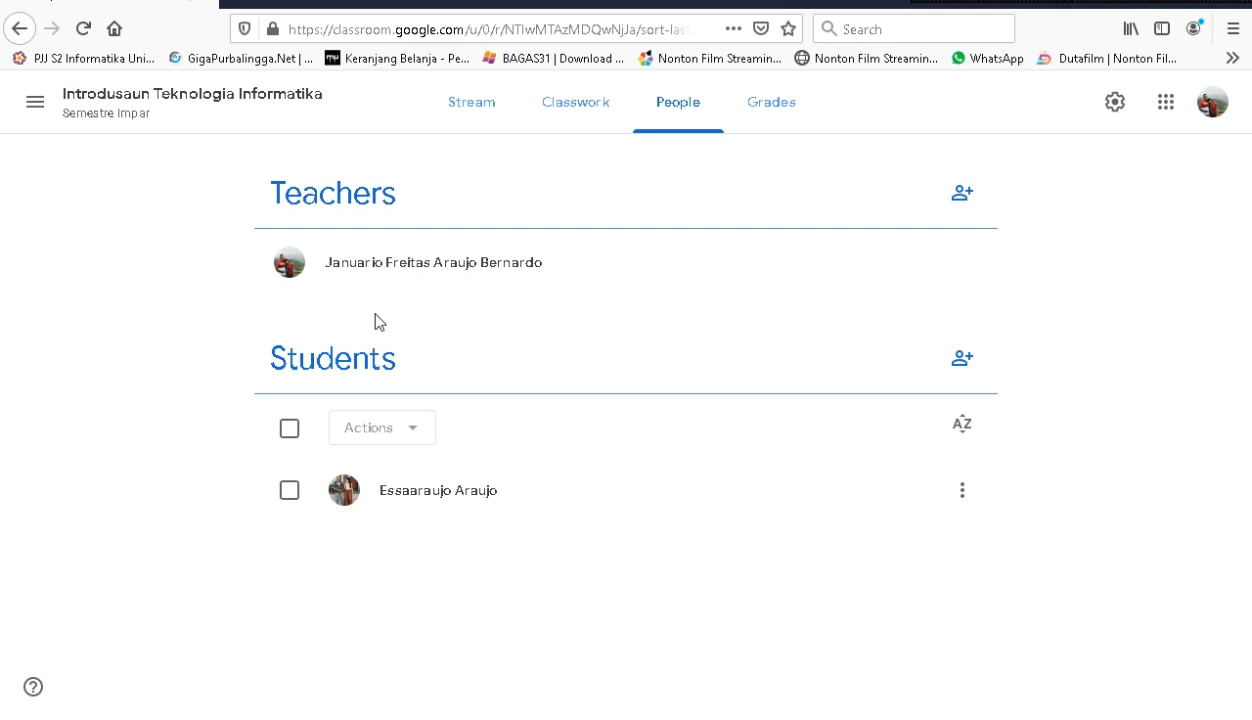 https://classroom.google.com/u/0/r/NTIwMTAzMDQwNjJa/sort-las
Search
PJJ S2 Informatika Uni...
GigaPurbalingga.Net | ...
Keranjang Belanja - Pe...
BAGAS31 | Download ...
Nonton Film Streamin...
Nonton Film Streamin...
WhatsApp
Dutafilm | Nonton Fil...
Introdusaun Teknologia Informatika
Semestre Impar
Stream
Classwork
People
Grades
Teachers
Januario Freitas Araujo Bernardo
Students
Actions
AZ
Essaaraujo Araujo